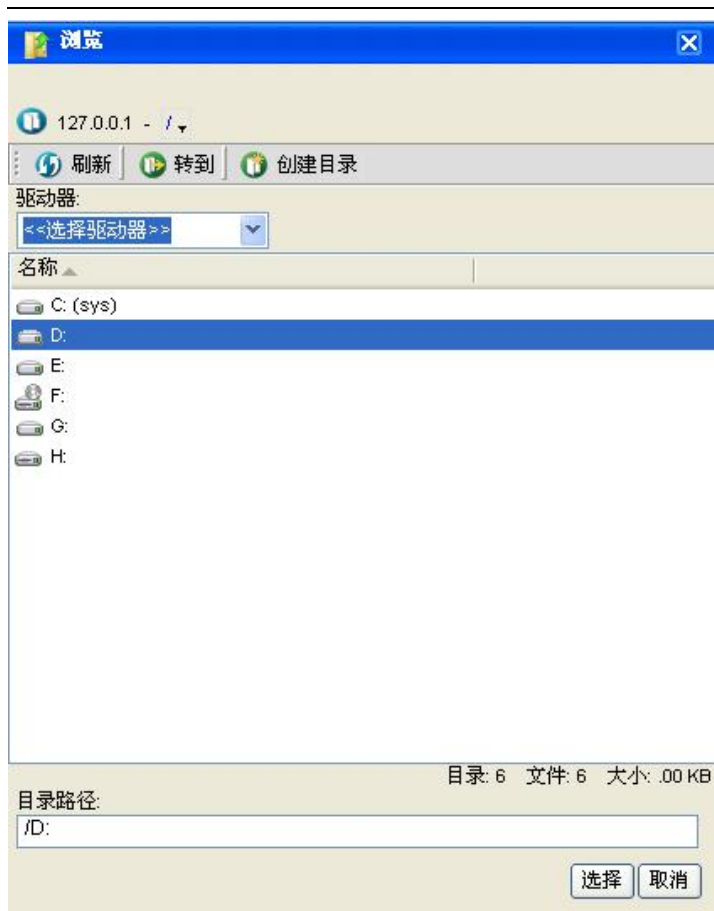 浏览
127.0.0.1 - /
刷新 转到 创建目录
驱动器:
<<选择驱动器>>
名称
C: (sys)
D:
E:
F:
G:
H:
目录: 6 文件: 6 大小: .00 KB
目录路径:
/D:
选择 取消